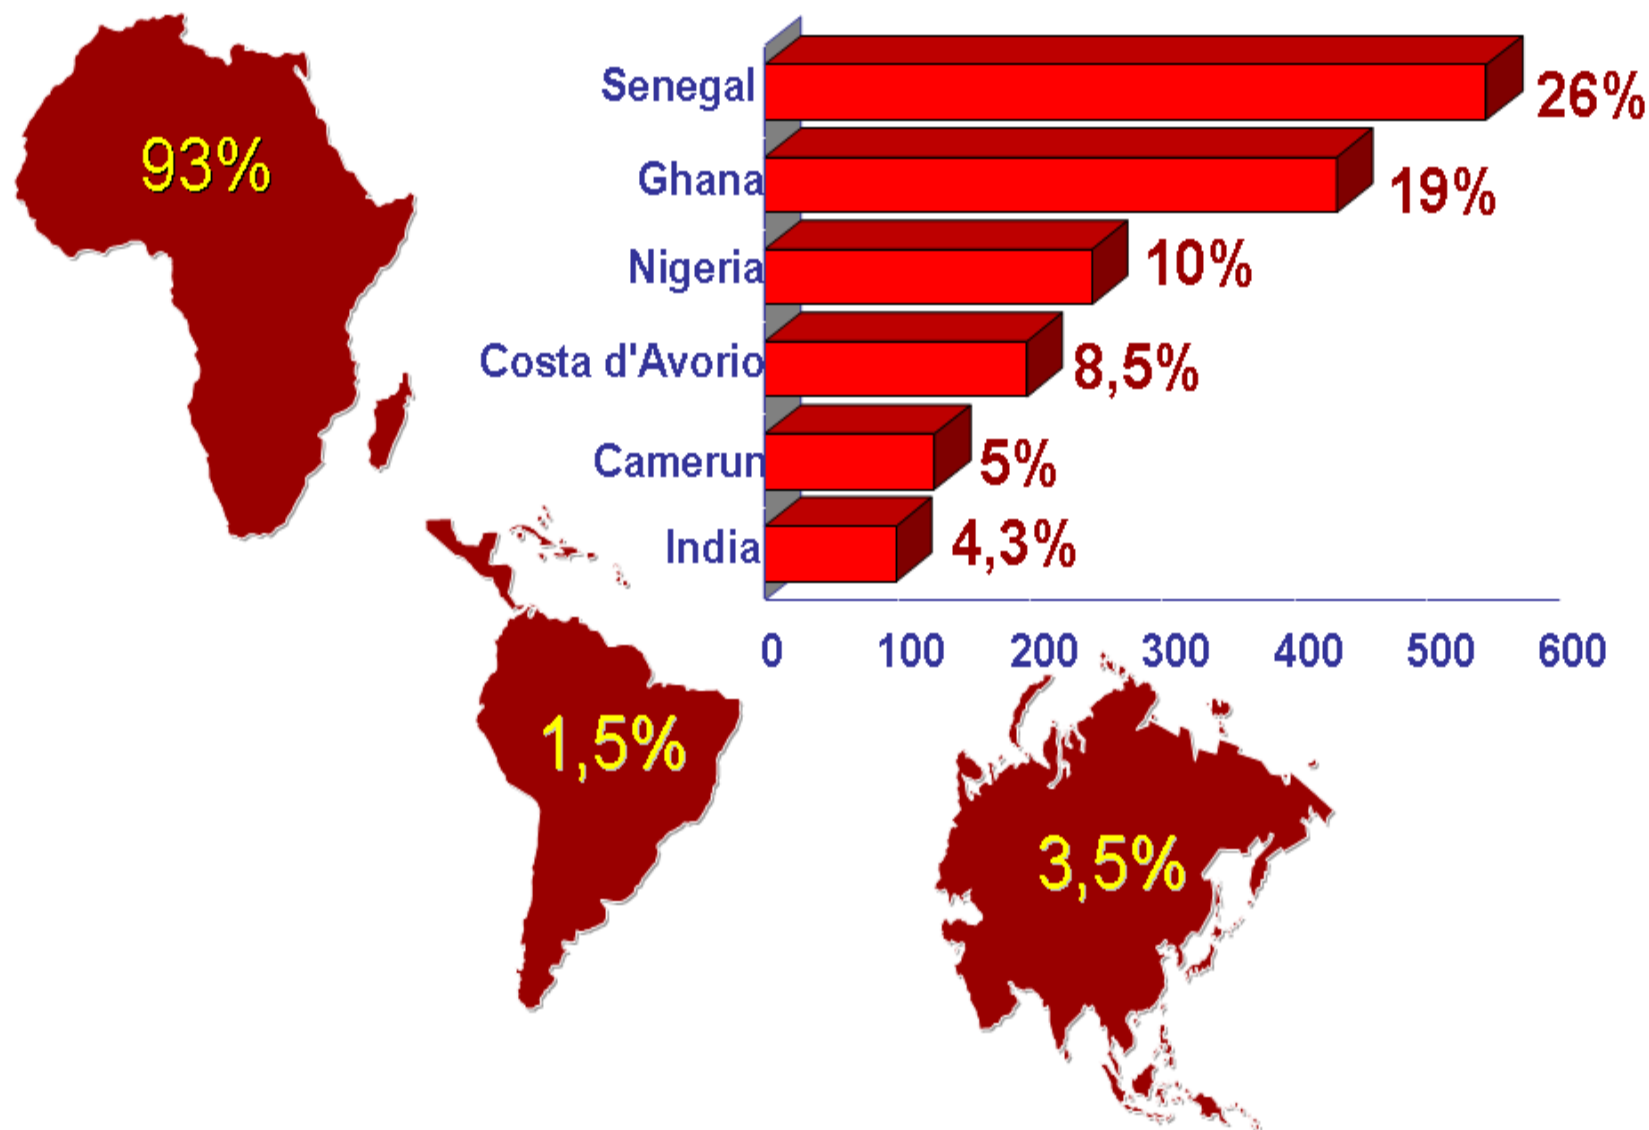 93%
Senegal 26%
Ghana 19%
Nigeria 10%
Costa d'Avorio 8,5%
Camerun 5%
India 4,3%
0 100 200 300 400 500 600
1,5%
3,5%